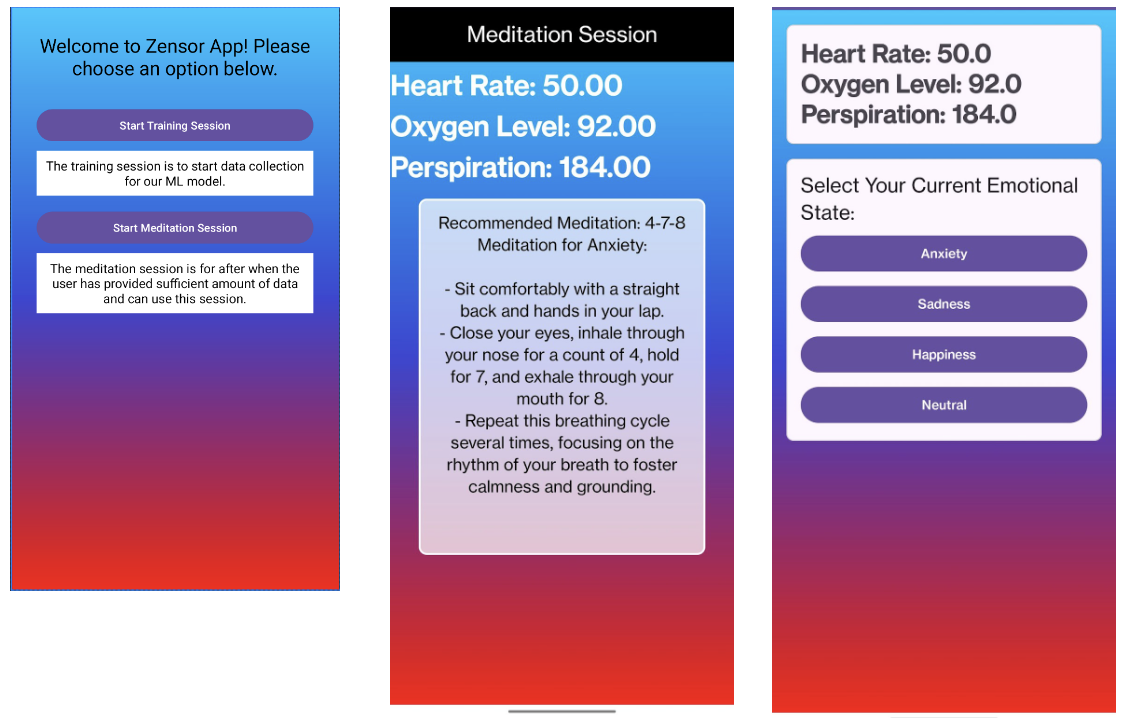 Welcome to Zensor App! Please
choose an option below.
Start Training Session
The training session is to start data collection
for our ML model.
Start Meditation Session
The meditation session is for after when the
user has provided sufficient amount of data
and can use this session.
Meditation Session
Heart Rate: 50.00
Oxygen Level: 92.00
Perspiration: 184.00
Recommended Meditation: 4-7-8
Meditation for Anxiety:
- Sit comfortably with a straight
back and hands in your lap.
- Close your eyes, inhale through
your nose for a count of 4, hold
for 7, and exhale through your
mouth for 8.
- Repeat this breathing cycle
several times, focusing on the
rhythm of your breath to foster
calmness and grounding.
Heart Rate: 50.0
Oxygen Level: 92.0
Perspiration: 184.0
Select Your Current Emotional
State:
Anxiety
Sadness
Happiness
Neutral